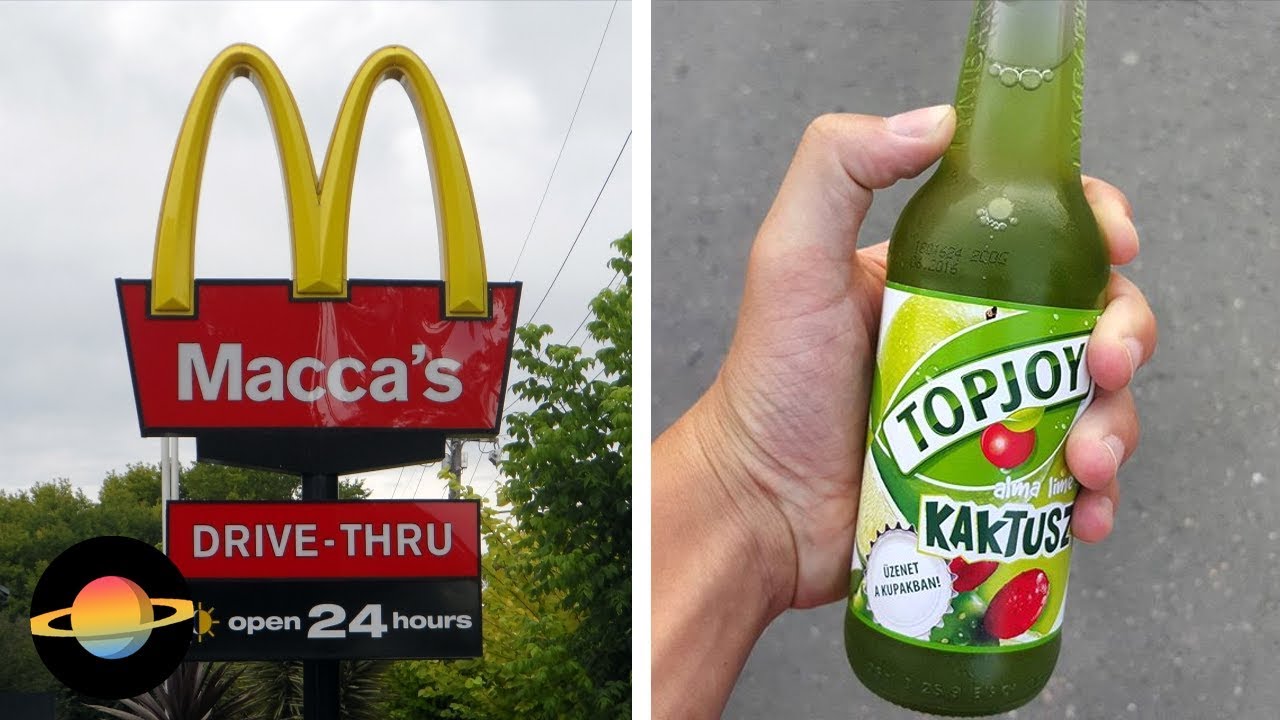 Macca's
DRIVE-THRU
open 24 hours
TOPJOY
alma lime
KAKTUSZ
ÜZENET
A KUPAKBAN!